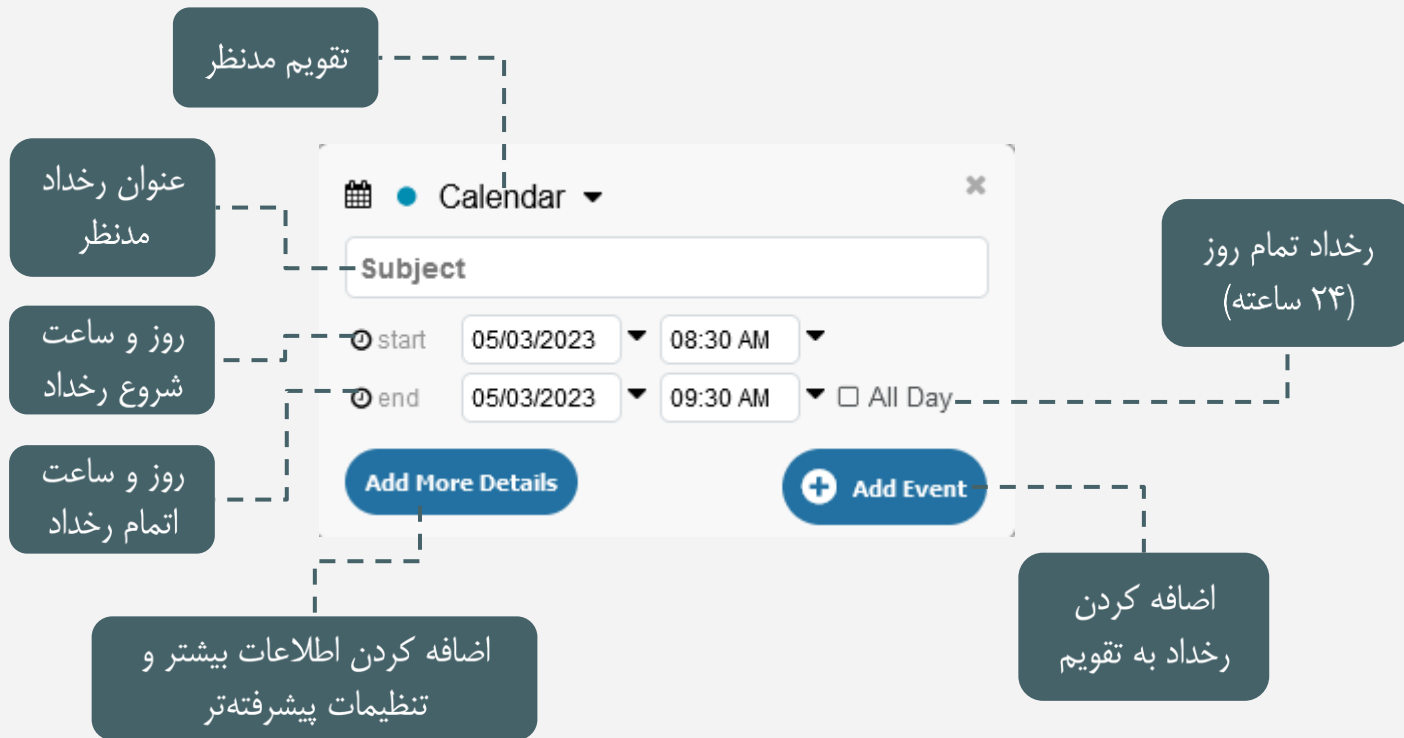 تقویم مدنظر
عنوان رخداد
مدنظر
Calendar
Subject
رخداد تمام روز
(۲۴ ساعته)
روز و ساعت
شروع رخداد
start 05/03/2023 08:30 AM
end 05/03/2023 09:30 AM All Day
روز و ساعت
اتمام رخداد
Add More Details
Add Event
اضافه کردن
رخداد به تقویم
اضافه کردن اطلاعات بیشتر و
تنظیمات پیشرفته‌تر